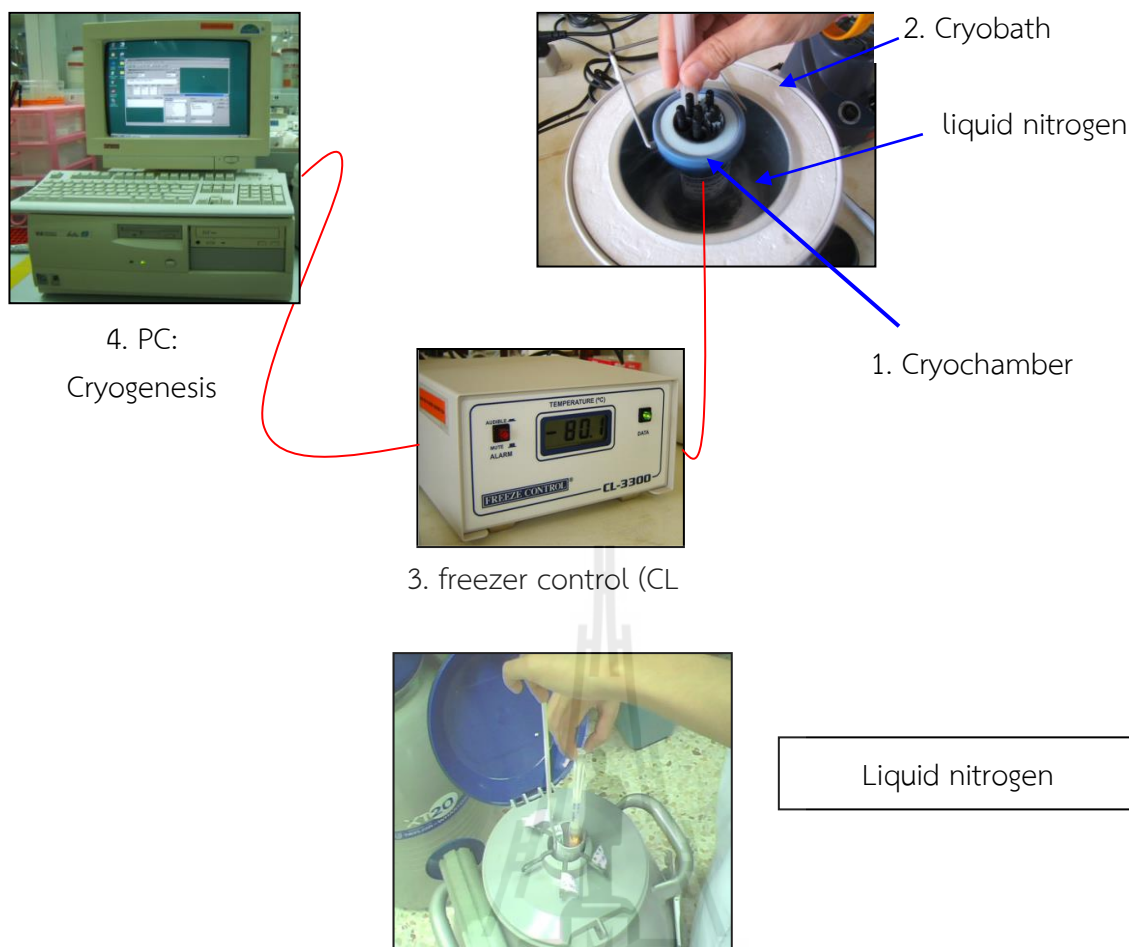 2. Cryobath
liquid nitrogen
1. Cryochamber
4. PC:
Cryogenesis
TEMPERATURE (°C)
AUDIBLE
MUTE
ALARM
- 80.1
DATA
FREEZE CONTROL®
CL-3300
3. freezer control (CL
XT20
Liquid nitrogen